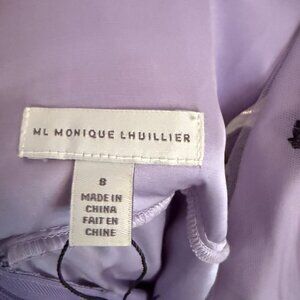 ML MONIQUE LHUILLIER
8
MADE IN
CHINA
FAIT EN
CHINE